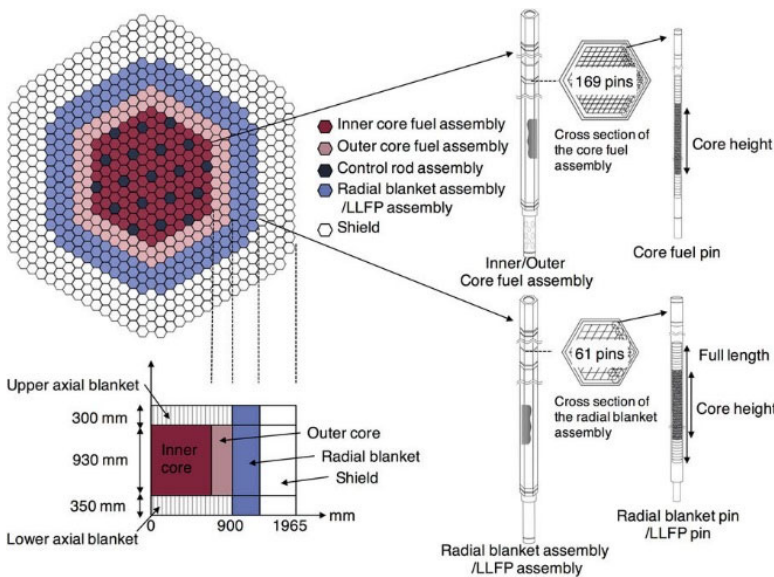 Inner core fuel assembly
Outer core fuel assembly
Control rod assembly
Radial blanket assembly
/LLFP assembly
Shield
169 pins
Cross section of
the core fuel
assembly
Core height
Inner/Outer
Core fuel assembly
Core fuel pin
61 pins
Cross section of
the radial blanket
assembly
Full length
Core height
Radial blanket assembly
/LLFP assembly
Radial blanket pin
/LLFP pin
Upper axial blanket
300 mm
930 mm
350 mm
Lower axial blanket
Inner
core
Outer core
Radial blanket
Shield
0
900
1965
mm